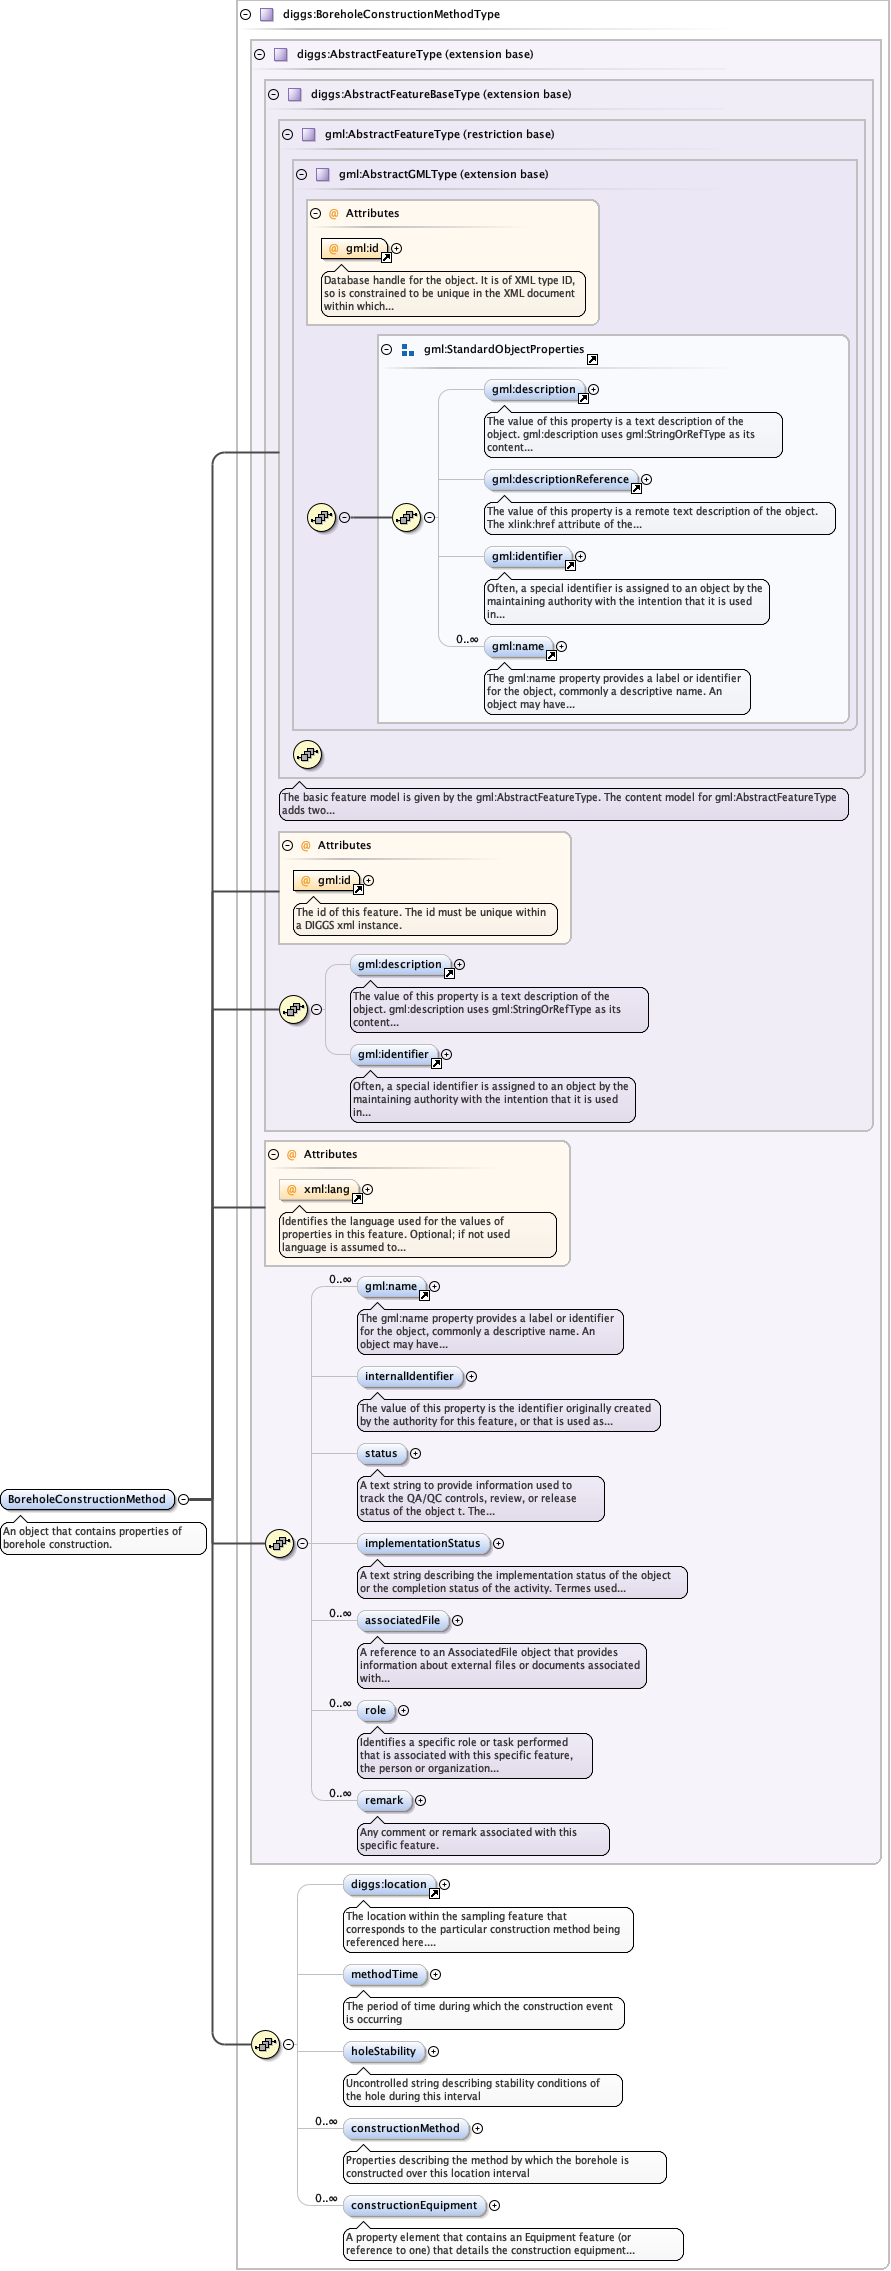 diggs:BoreholeConstructionMethodType
diggs:AbstractFeatureType (extension base)
diggs:AbstractFeatureBaseType (extension base)
gml:AbstractFeatureType (restriction base)
gml:AbstractGMLType (extension base)
@ Attributes
@ gml:id
Database handle for the object. It is of XML type ID,
so is constrained to be unique in the XML document
within which...
gml:StandardObjectProperties
gml:description
The value of this property is a text description of the
object. gml:description uses gml:StringOrRefType as its
content...
gml:descriptionReference
The value of this property is a remote text description of the object.
The xlink:href attribute of the...
gml:identifier
Often, a special identifier is assigned to an object by the
maintaining authority with the intention that it is used
in...
0..∞
gml:name
The gml:name property provides a label or identifier
for the object, commonly a descriptive name. An
object may have...
The basic feature model is given by the gml:AbstractFeatureType. The content model for gml:AbstractFeatureType
adds two...
@ Attributes
@ gml:id
The id of this feature. The id must be unique within
a DIGGS xml instance.
gml:description
The value of this property is a text description of the
object. gml:description uses gml:StringOrRefType as its
content...
gml:identifier
Often, a special identifier is assigned to an object by the
maintaining authority with the intention that it is used
in...
@ Attributes
@ xml:lang
Identifies the language used for the values of
properties in this feature. Optional; if not used
language is assumed to...
0..∞
gml:name
The gml:name property provides a label or identifier
for the object, commonly a descriptive name. An
object may have...
internalIdentifier
The value of this property is the identifier originally created
by the authority for this feature, or that is used as...
status
A text string to provide information used to
track the QA/QC controls, review, or release
status of the object t. The...
BoreholeConstructionMethod
An object that contains properties of
borehole construction.
implementationStatus
A text string describing the implementation status of the object
or the completion status of the activity. Termes used...
0..∞
associatedFile
A reference to an AssociatedFile object that provides
information about external files or documents associated
with...
0..∞
role
Identifies a specific role or task performed
that is associated with this specific feature,
the person or organization...
0..∞
remark
Any comment or remark associated with this
specific feature.
diggs:location
The location within the sampling feature that
corresponds to the particular construction method being
referenced here....
methodTime
The period of time during which the construction event
is occurring
holeStability
Uncontrolled string describing stability conditions of
the hole during this interval
0..∞
constructionMethod
Properties describing the method by which the borehole is
constructed over this location interval
0..∞
constructionEquipment
A property element that contains an Equipment feature (or
reference to one) that details the construction equipment...